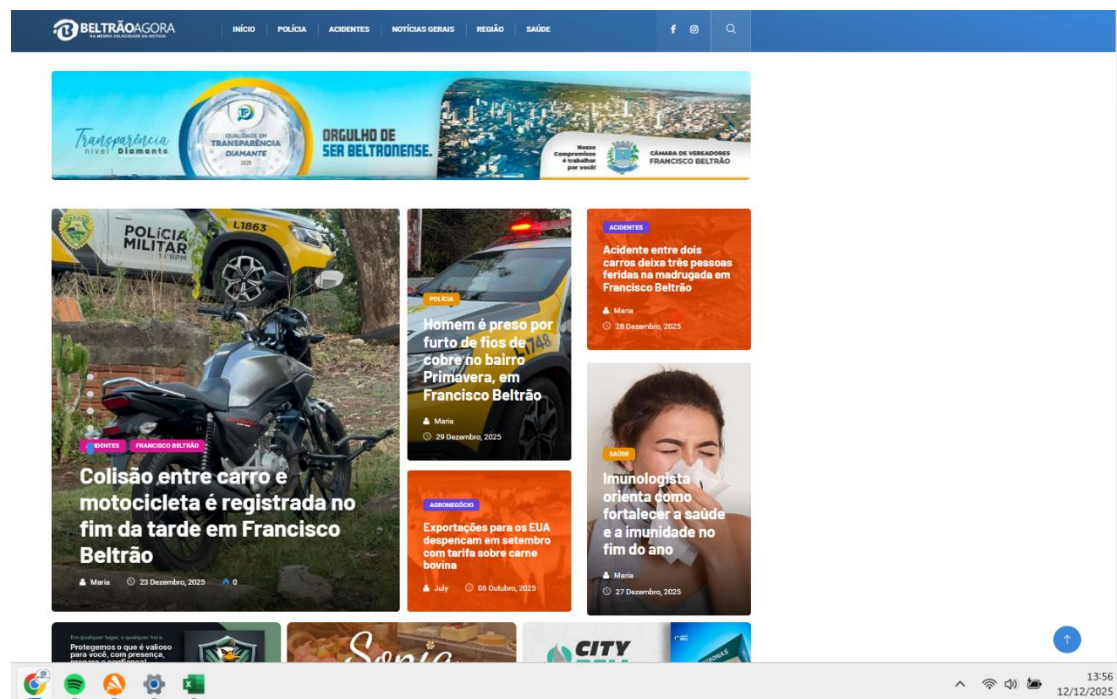 BELTRÃOAGORA
NA MESMA VELOCIDADE DA NOTÍCIA
INÍCIO
POLÍCIA
ACIDENTES
NOTÍCIAS GERAIS
REGIÃO
SAÚDE
Transparência
nível Diamante
QUALIDADE EM
TRANSPARÊNCIA
DIAMANTE
2025
ORGULHO DE
SER BELTRONENSE.
Nosso
Compromisso
é trabalhar
por você!
CÂMARA DE VEREADORES
FRANCISCO BELTRÃO
POLÍCIA
MILITAR
L1863
FRANCISCO BELTRÃO
Colisão entre carro e
motocicleta é registrada no
fim da tarde em Francisco
Beltrão
Maria
23 Dezembro, 2025
0
L1748
POLÍCIA
Homem é preso por
furto de fios de
cobre no bairro
Primavera, em
Francisco Beltrão
Maria
29 Dezembro, 2025
AGRONEGÓCIO
Exportações para os EUA
despencam em setembro
com tarifa sobre carne
bovina
July
06 Outubro, 2025
ACIDENTES
Acidente entre dois
carros deixa três pessoas
feridas na madrugada em
Francisco Beltrão
Maria
28 Dezembro, 2025
SAÚDE
Imunologista
orienta como
fortalecer a saúde
e a imunidade no
fim do ano
Maria
27 Dezembro, 2025
Em qualquer lugar, a qualquer hora.
Protegemos o que é valioso
para você, com presença,
Sonia
CITY
13:56
12/12/2025